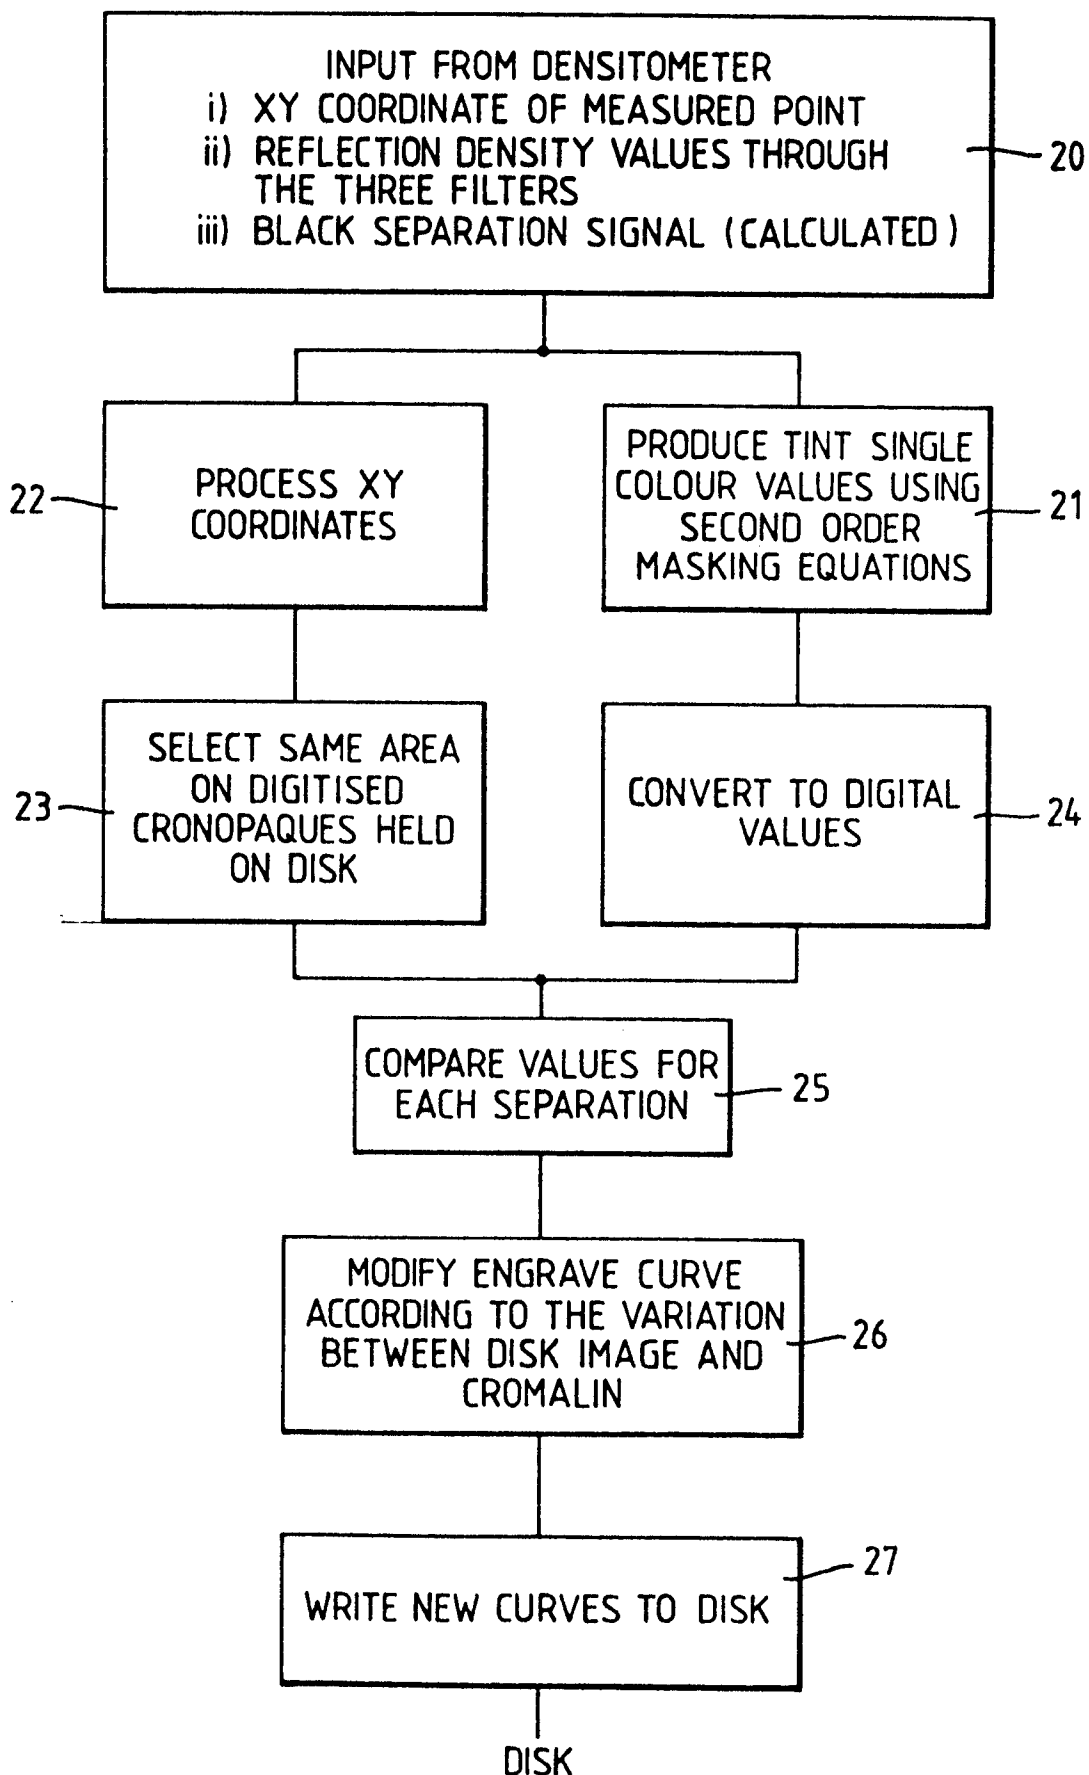 INPUT FROM DENSITOMETER
i) XY COORDINATE OF MEASURED POINT
ii) REFLECTION DENSITY VALUES THROUGH
THE THREE FILTERS
iii) BLACK SEPARATION SIGNAL (CALCULATED)
20
PROCESS XY
COORDINATES
22
PRODUCE TINT SINGLE
COLOUR VALUES USING
SECOND ORDER
MASKING EQUATIONS
21
SELECT SAME AREA
ON DIGITISED
CRONOPAQUES HELD
ON DISK
23
CONVERT TO DIGITAL
VALUES
24
COMPARE VALUES FOR
EACH SEPARATION
25
MODIFY ENGRAVE CURVE
ACCORDING TO THE VARIATION
BETWEEN DISK IMAGE AND
CROMALIN
26
WRITE NEW CURVES TO DISK
27
DISK